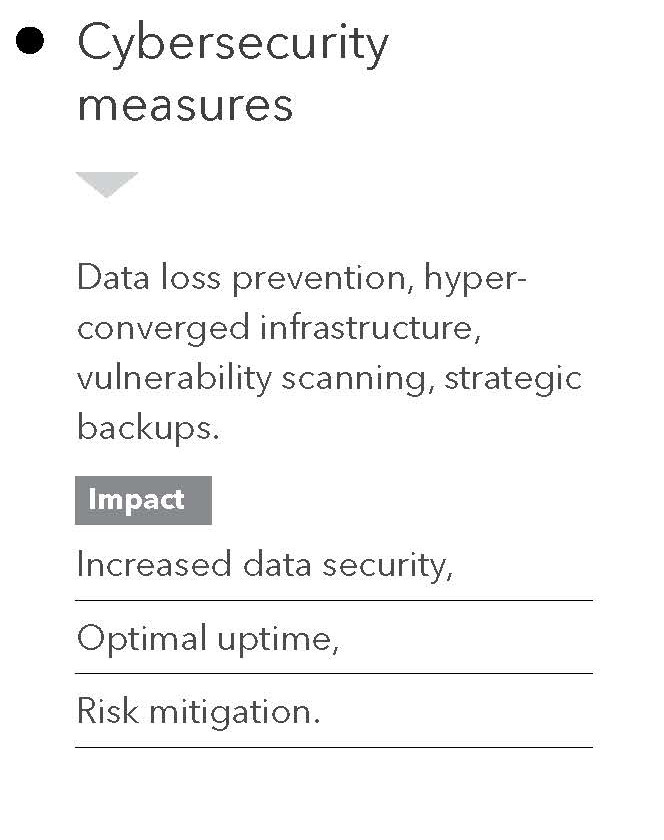 Cybersecurity
measures
Data loss prevention, hyper-
converged infrastructure,
vulnerability scanning, strategic
backups.
Impact
Increased data security,
Optimal uptime,
Risk mitigation.